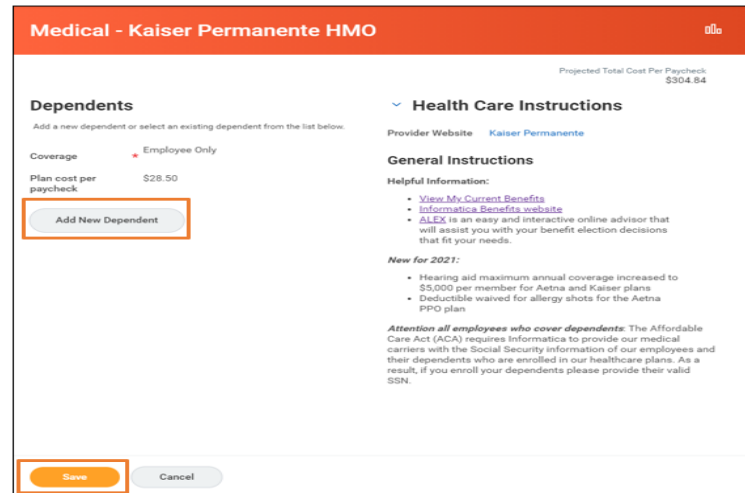 Medical - Kaiser Permanente HMO
Projected Total Cost Per Paycheck
$304.84
Dependents
Add a new dependent or select an existing dependent from the list below.
Coverage * Employee Only
Plan cost per
paycheck
$28.50
Add New Dependent
Health Care Instructions
Provider Website Kaiser Permanente
General Instructions
Helpful Information:
• View My Current Benefits
• Informatica Benefits website
• ALEX is an easy and interactive online advisor that
will assist you with your benefit election decisions
that fit your needs.
New for 2021:
• Hearing aid maximum annual coverage increased to
$5,000 per member for Aetna and Kaiser plans
• Deductible waived for allergy shots for the Aetna
PPO plan
Attention all employees who cover dependents: The Affordable
Care Act (ACA) requires Informatica to provide our medical
carriers with the Social Security information of our employees and
their dependents who are enrolled in our healthcare plans. As a
result, if you enroll your dependents please provide their valid
SSN.
Save
Cancel